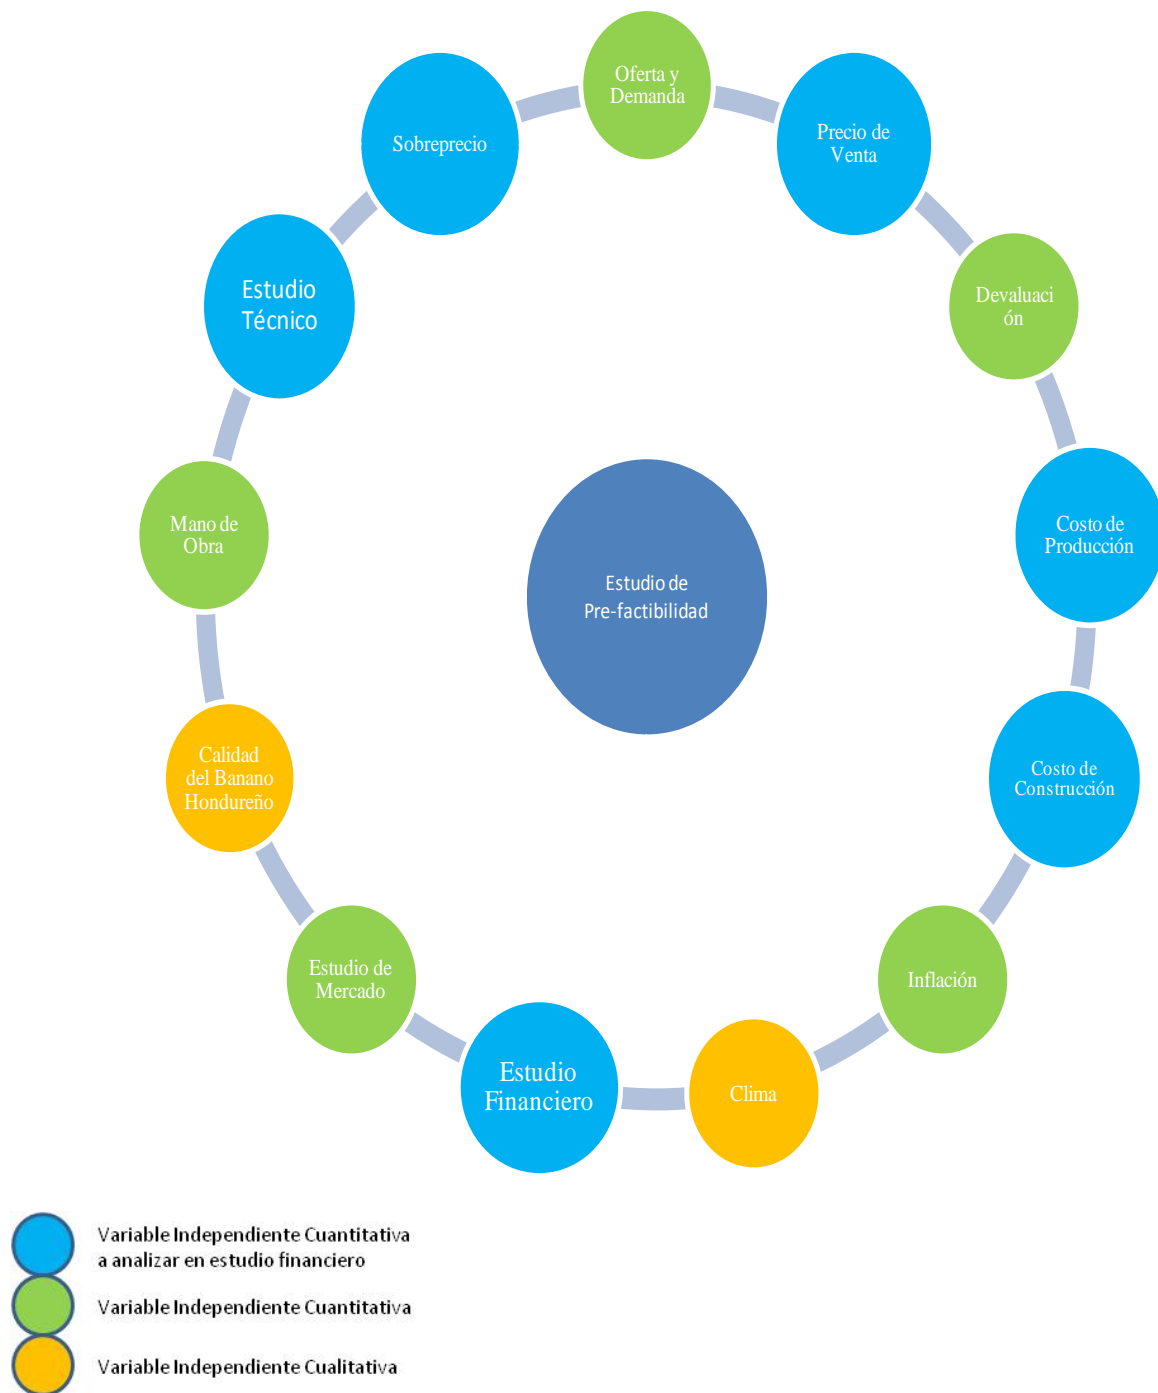 Oferta y
Demanda
Precio de
Venta
Devaluaci
ón
Costo de
Producción
Costo de
Construcción
Inflación
Clima
Estudio
Financiero
Estudio de
Mercado
Calidad
del Banano
Hondureño
Mano de
Obra
Estudio
Técnico
Sobreprecio
Estudio de
Pre-factibilidad
Variable Independiente Cuantitativa
a analizar en estudio financiero
Variable Independiente Cuantitativa
Variable Independiente Cualitativa